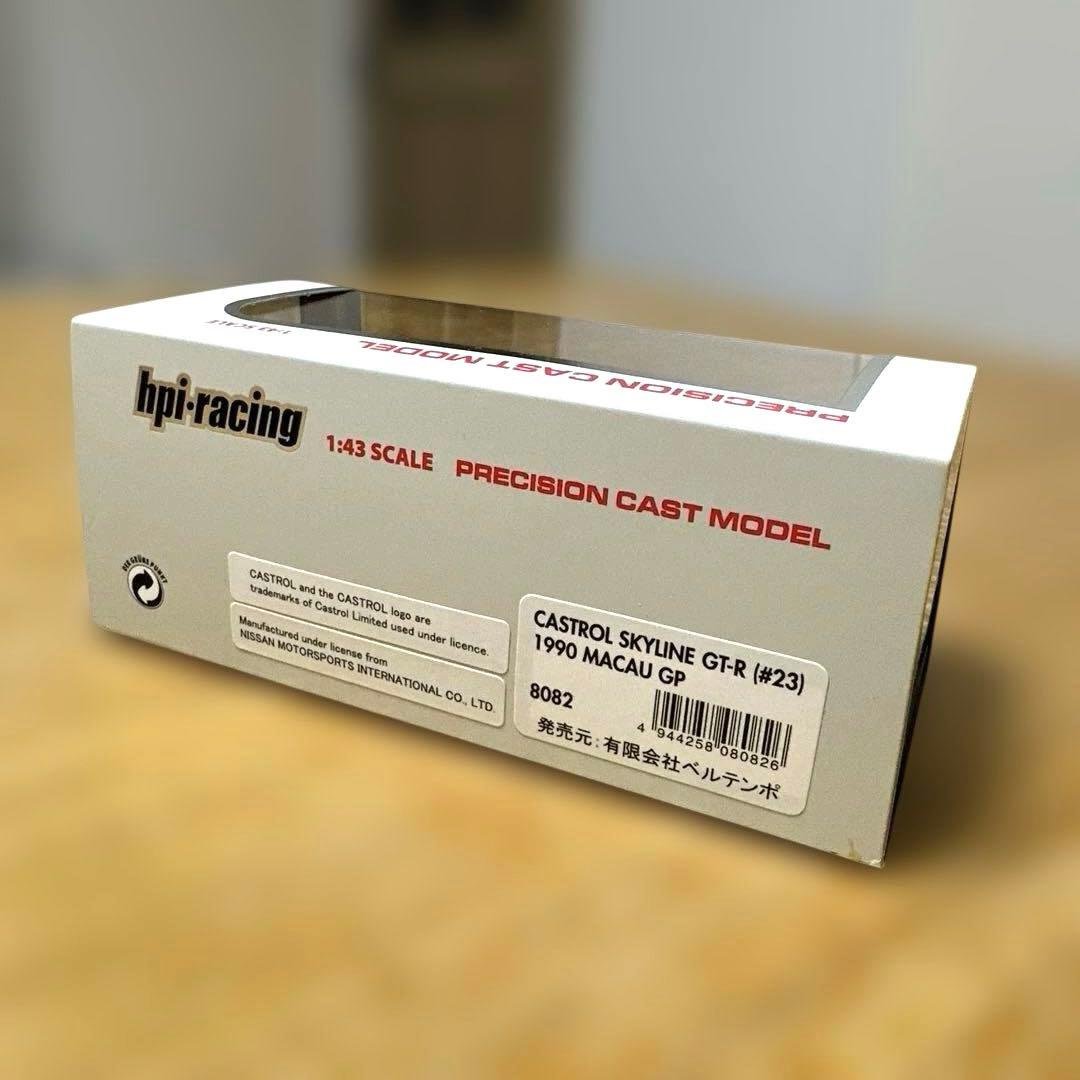 1:43 SCALE
PRECISION CAST MODEL
hpi·racing
1:43 SCALE PRECISION CAST MODEL
DER GRÜNE PUNKT
CASTROL and the CASTROL logo are
trademarks of Castrol Limited used under licence.
Manufactured under license from
NISSAN MOTORSPORTS INTERNATIONAL CO., LTD.
CASTROL SKYLINE GT-R (#23)
1990 MACAU GP
8082
4 944258 080826
発売元:有限会社ベルテンポ